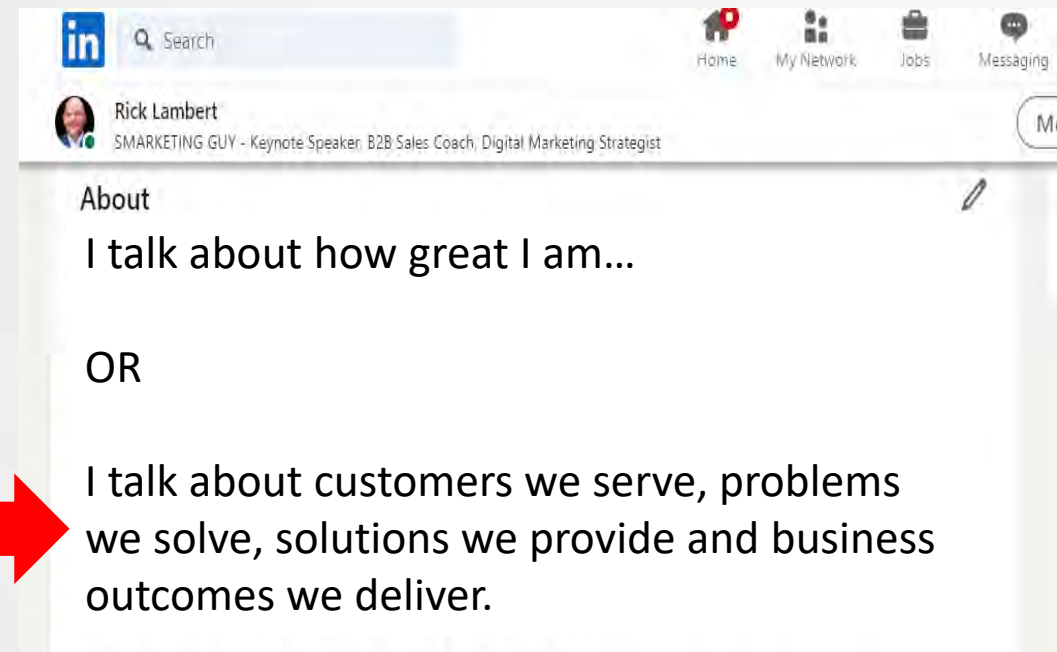 in
Search
Home
My Network
Jobs
Messaging
Rick Lambert
SMARKETING GUY - Keynote Speaker, B2B Sales Coach, Digital Marketing Strategist
About
I talk about how great I am...
OR
I talk about customers we serve, problems
we solve, solutions we provide and business
outcomes we deliver.